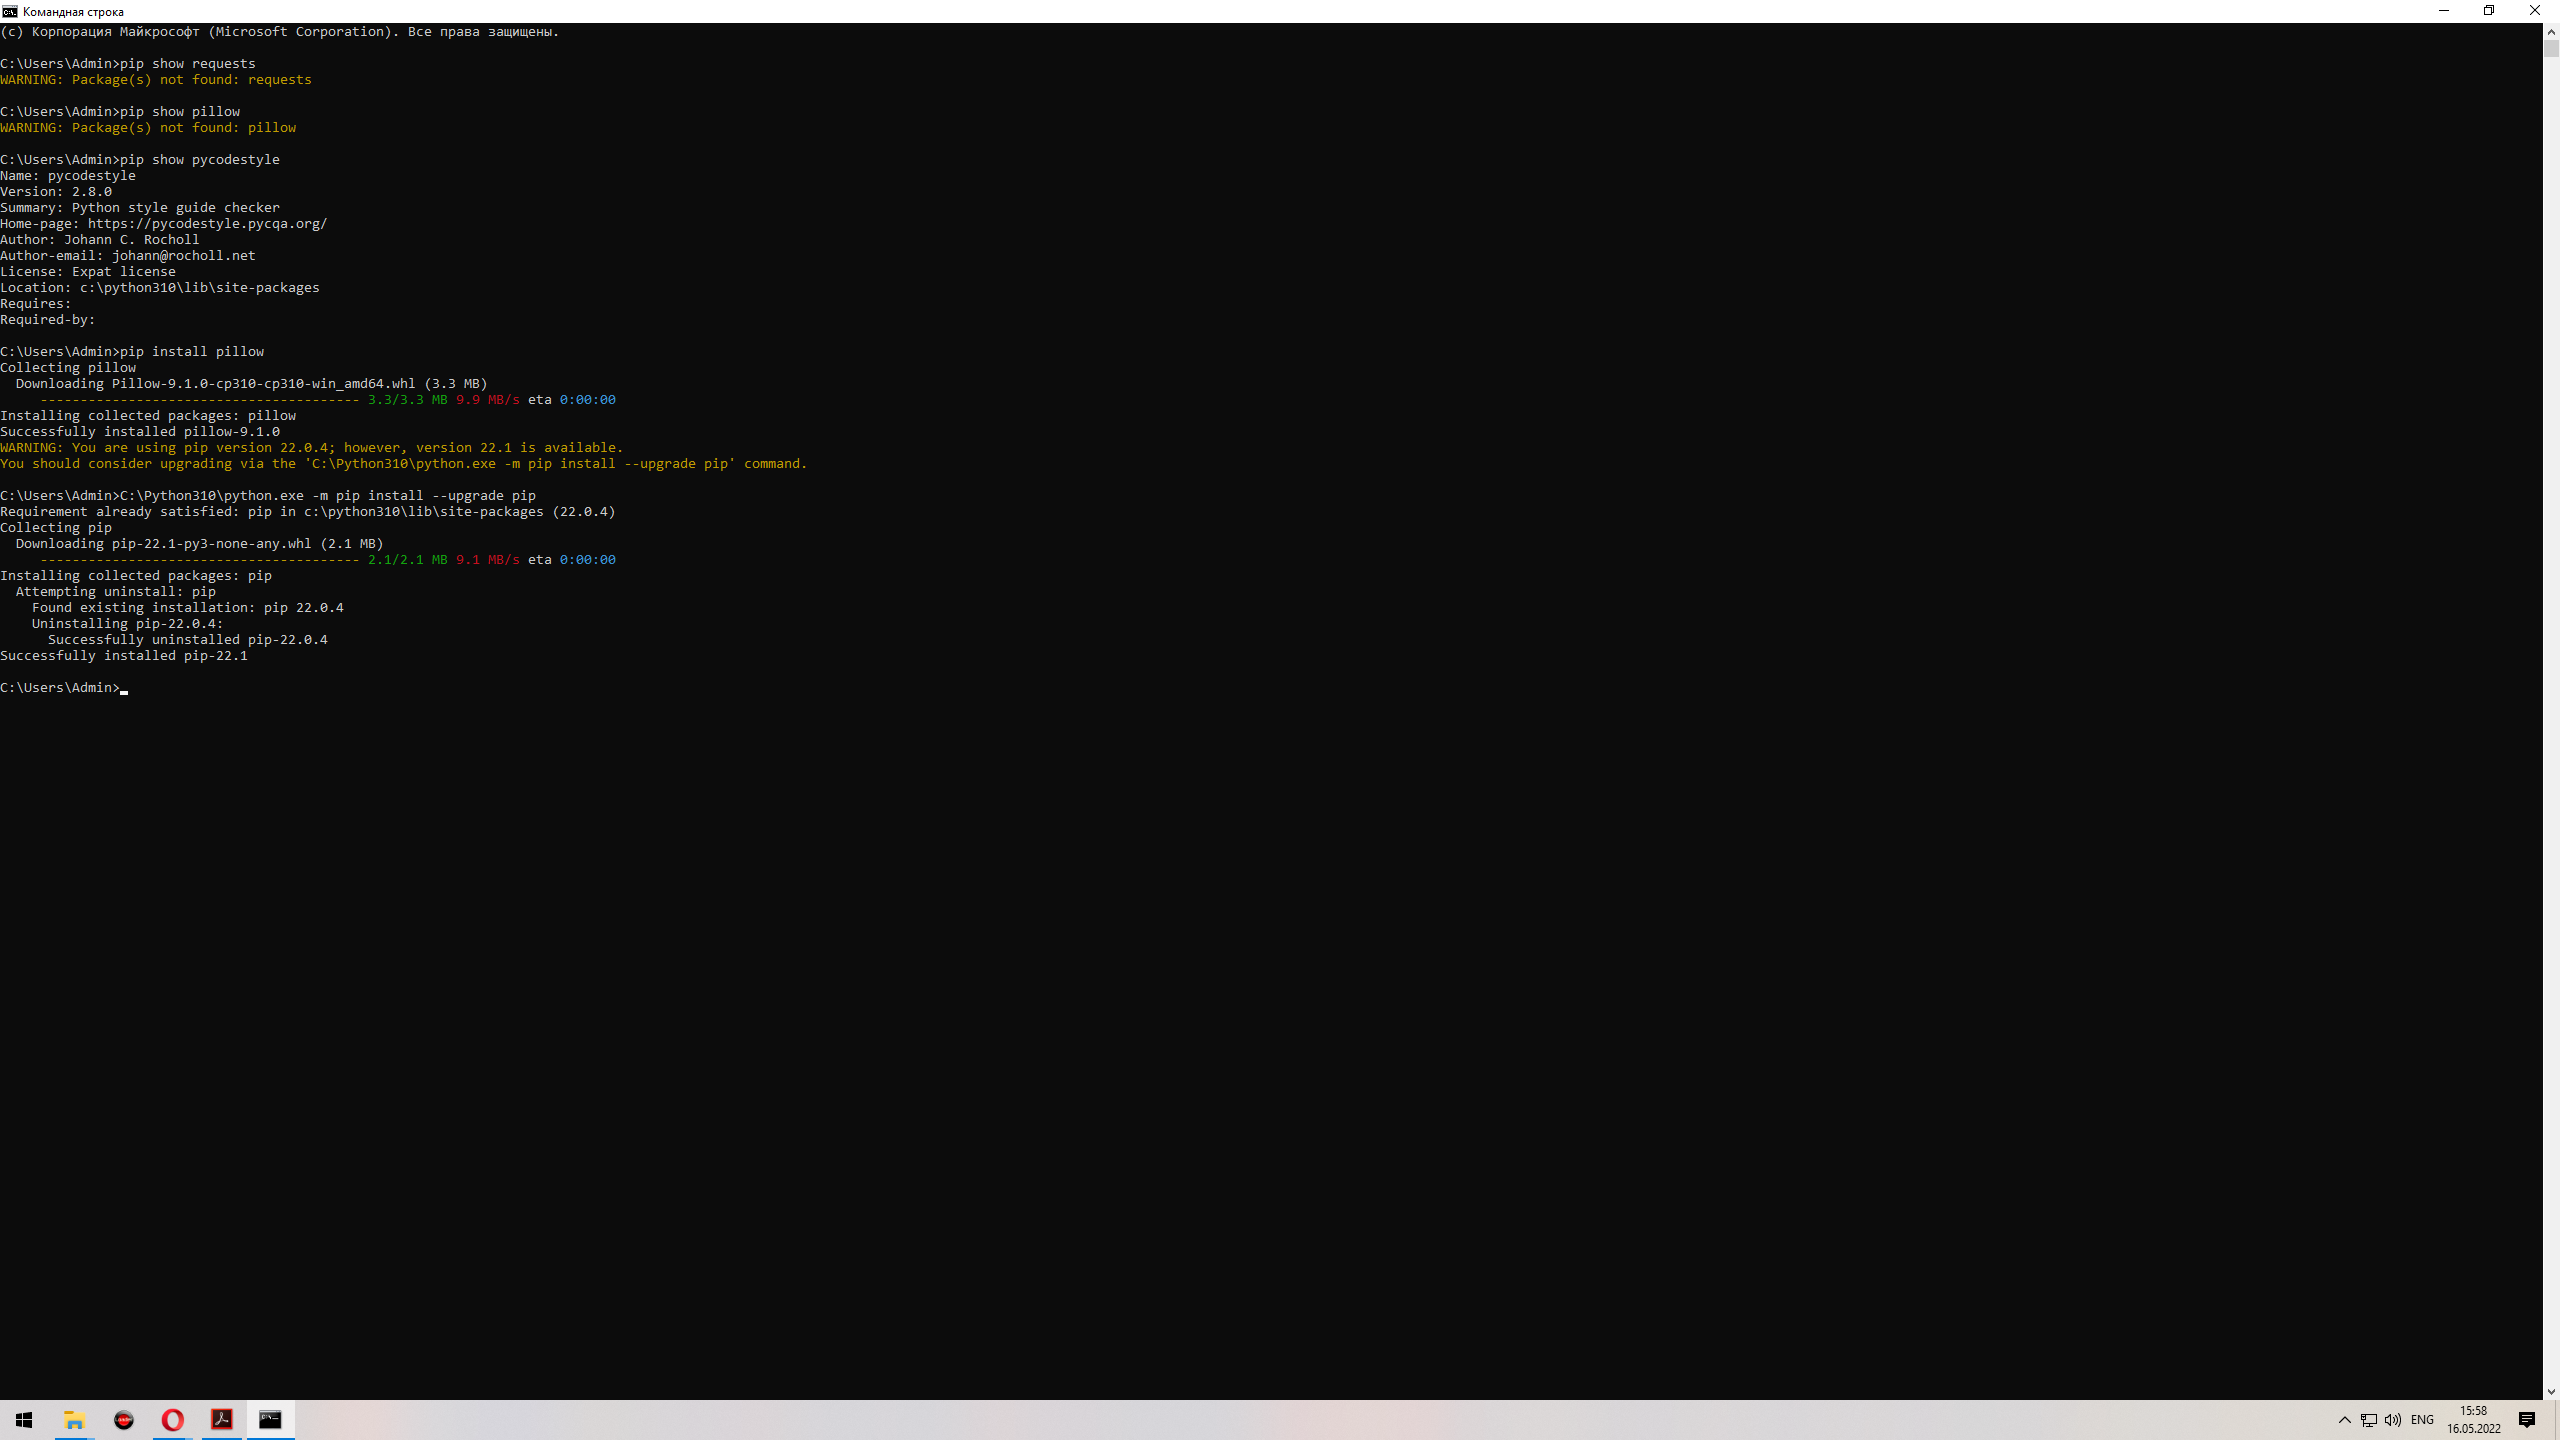 Командная строка
(c) Корпорация Майкрософт (Microsoft Corporation). Все права защищены.
C:\Users\Admin>pip show requests
WARNING: Package(s) not found: requests
C:\Users\Admin>pip show pillow
WARNING: Package(s) not found: pillow
C:\Users\Admin>pip show pycodestyle
Name: pycodestyle
Version: 2.8.0
Summary: Python style guide checker
Home-page: https://pycodestyle.pycqa.org/
Author: Johann C. Rocholl
Author-email: johann@rocholl.net
License: Expat license
Location: c:\python310\lib\site-packages
Requires:
Required-by:
C:\Users\Admin>pip install pillow
Collecting pillow
Downloading Pillow-9.1.0-cp310-cp310-win_amd64.whl (3.3 MB)
---------------------------------------- 3.3/3.3 MB 9.9 MB/s eta 0:00:00
Installing collected packages: pillow
Successfully installed pillow-9.1.0
WARNING: You are using pip version 22.0.4; however, version 22.1 is available.
You should consider upgrading via the 'C:\Python310\python.exe -m pip install --upgrade pip' command.
C:\Users\Admin>C:\Python310\python.exe -m pip install --upgrade pip
Requirement already satisfied: pip in c:\python310\lib\site-packages (22.0.4)
Collecting pip
Downloading pip-22.1-py3-none-any.whl (2.1 MB)
---------------------------------------- 2.1/2.1 MB 9.1 MB/s eta 0:00:00
Installing collected packages: pip
Attempting uninstall: pip
Found existing installation: pip 22.0.4
Uninstalling pip-22.0.4:
Successfully uninstalled pip-22.0.4
Successfully installed pip-22.1
C:\Users\Admin>
ENG
15:58
16.05.2022